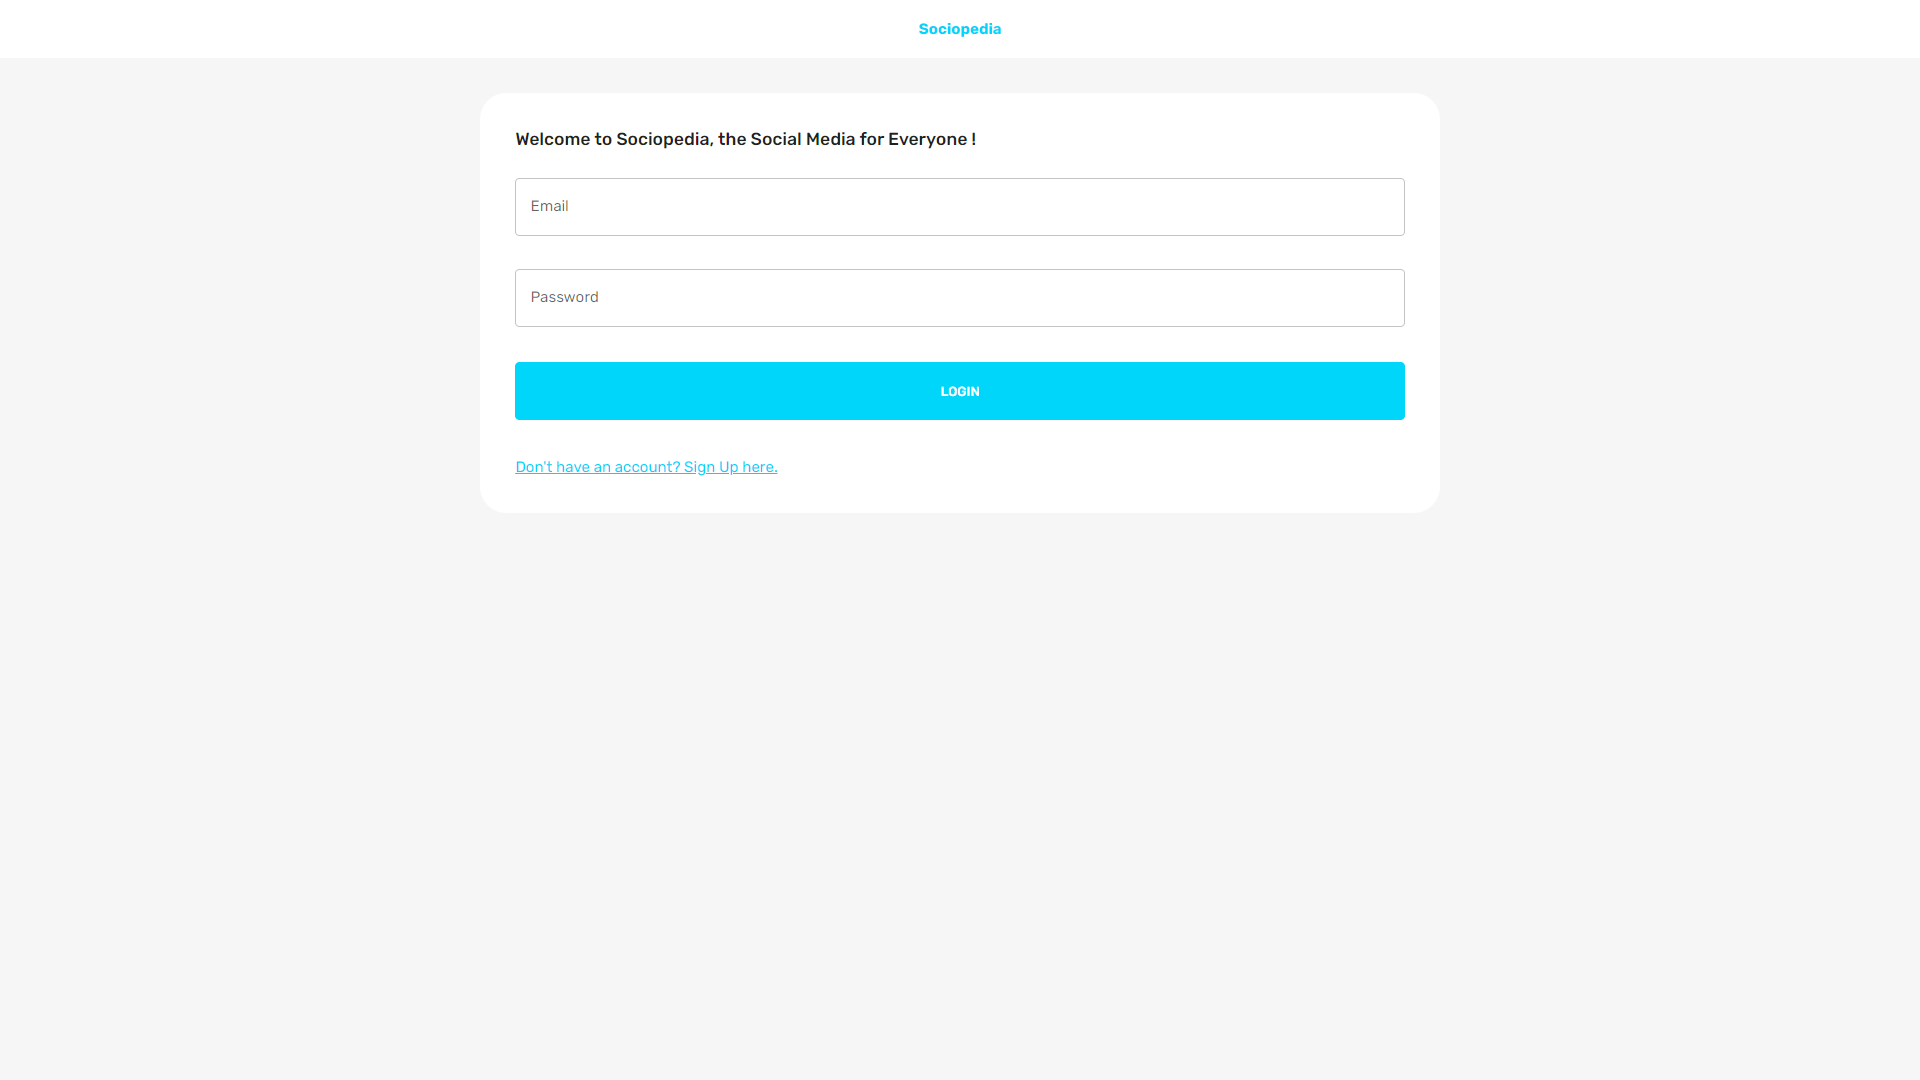 Sociopedia
Welcome to Sociopedia, the Social Media for Everyone !
Email
Password
LOGIN
Don't have an account? Sign Up here.